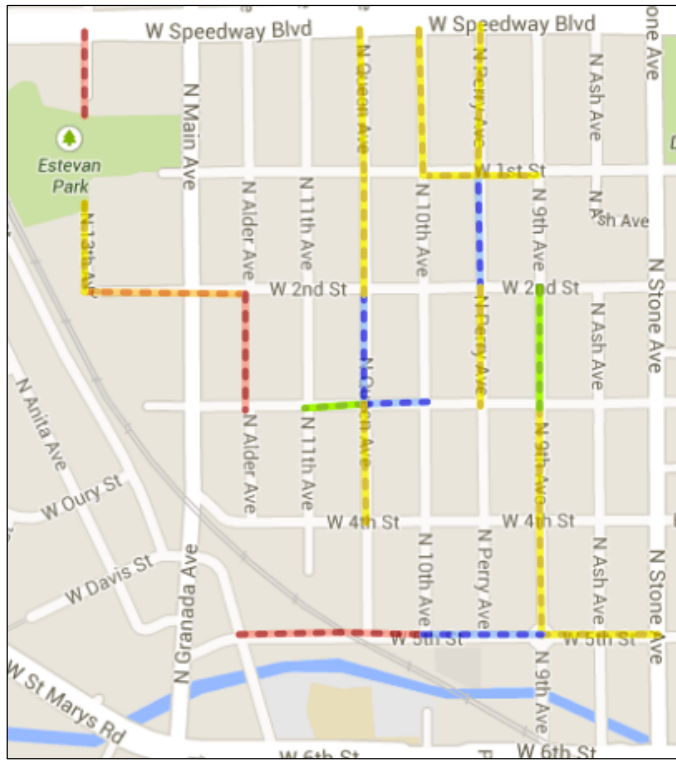 W Speedway Blvd
W Speedway Blvd
Stone Ave
N Queen Ave
N Perry Ave
N Main Ave
N Ash Ave
Estevan
Park
W 1st St
N Alder Ave
N 11th Ave
N 10th Ave
N 9th Ave
N Ash Ave
N 13th Ave
W 2nd St
W 2nd St
N Stone Ave
N Perry Ave
N Ash Ave
N Queen Ave
N Anita Ave
N Alder Ave
N 11th Ave
N 9th Ave
W Oury St
W 4th St
W 4th St
N 10th Ave
N Perry Ave
N Ash Ave
N Stone Ave
W Davis St
N Granada Ave
W 5th St
W 5th St
N 9th Ave
W St Marys Rd
W 6th St
W 6th St